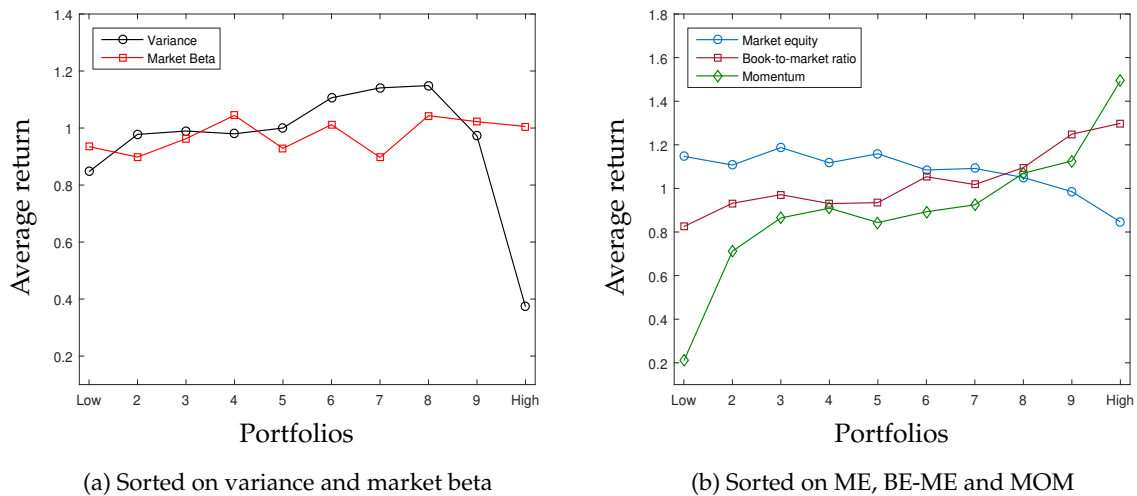 1.4
1.2
1
0.8
0.6
0.4
0.2
Average return
Variance
Market Beta
Low 2 3 4 5 6 7 8 9 High
Portfolios
(a) Sorted on variance and market beta
1.8
1.6
1.4
1.2
1
0.8
0.6
0.4
0.2
Average return
Market equity
Book-to-market ratio
Momentum
Low 2 3 4 5 6 7 8 9 High
Portfolios
(b) Sorted on ME, BE-ME and MOM